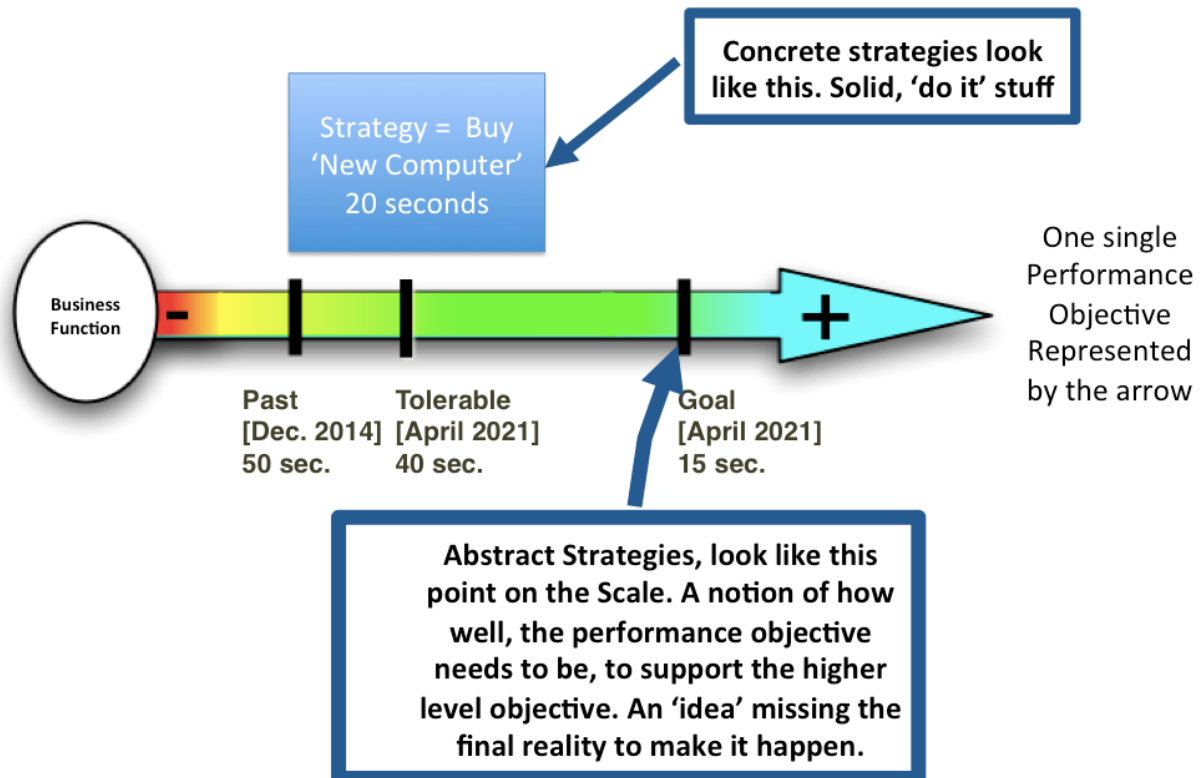 Concrete strategies look
like this. Solid, ‘do it’ stuff
Strategy = Buy
‘New Computer’
20 seconds
Business
Function
-
+
One single
Performance
Objective
Represented
by the arrow
Past
[Dec. 2014]
50 sec.
Tolerable
[April 2021]
40 sec.
Goal
[April 2021]
15 sec.
Abstract Strategies, look like this
point on the Scale. A notion of how
well, the performance objective
needs to be, to support the higher
level objective. An ‘idea’ missing the
final reality to make it happen.